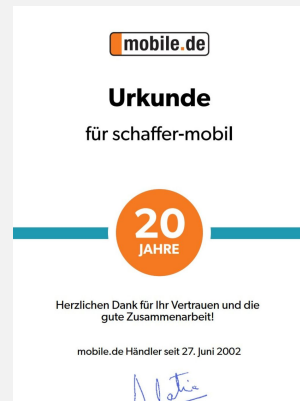 mobile.de
Urkunde
für schaffer-mobil
20
JAHRE
Herzlichen Dank für Ihr Vertrauen und die
gute Zusammenarbeit!
mobile.de Händler seit 27. Juni 2002